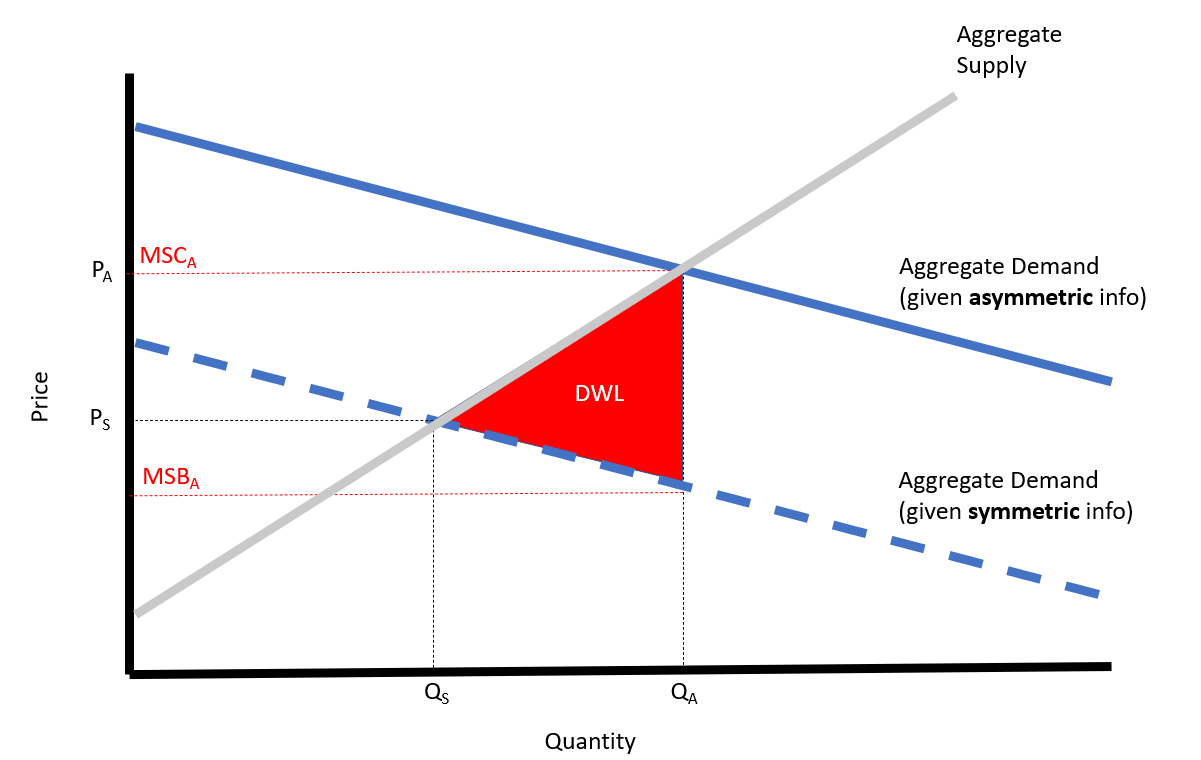 Aggregate
Supply
MSCA
PA
Aggregate Demand
(given asymmetric info)
Price
DWL
PS
MSBA
Aggregate Demand
(given symmetric info)
QS
QA
Quantity